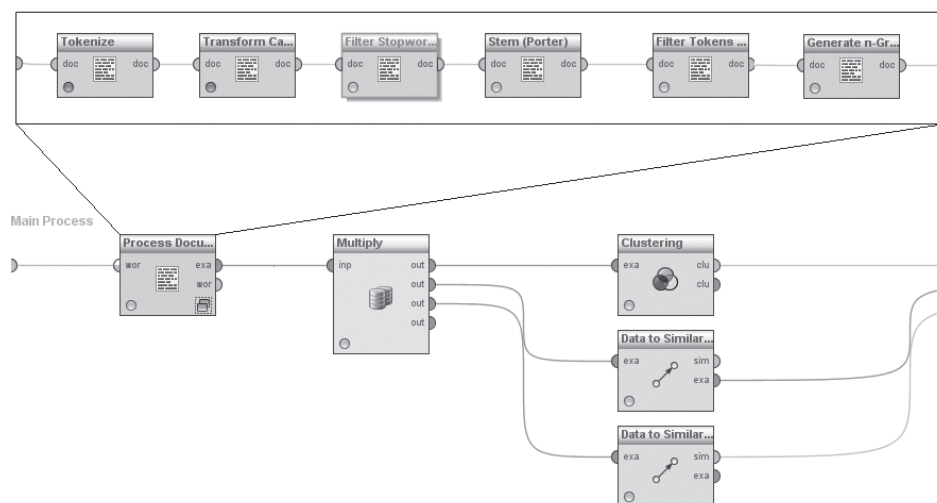 Tokenize
doc doc
Transform Ca...
doc doc
Filter Stopwor...
doc doc
Stem (Porter)
doc doc
Filter Tokens ...
doc doc
Generate n-Gr...
doc doc
Main Process
Process Docu...
wor exa
wor
Multiply
inp out
out
out
out
Clustering
exa clu
clu
Data to Similar...
exa sim
exa
Data to Similar...
exa sim
exa